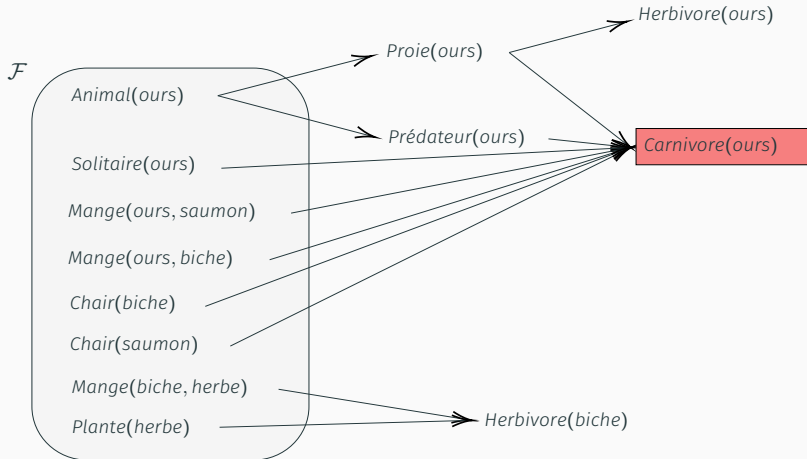 Herbivore(ours)
Proie(ours)
ℱ
Animal(ours)
Prédateur(ours)
Carnivore(ours)
Solitaire(ours)
Mange(ours, saumon)
Mange(ours, biche)
Chair(biche)
Chair(saumon)
Mange(biche, herbe)
Herbivore(biche)
Plante(herbe)